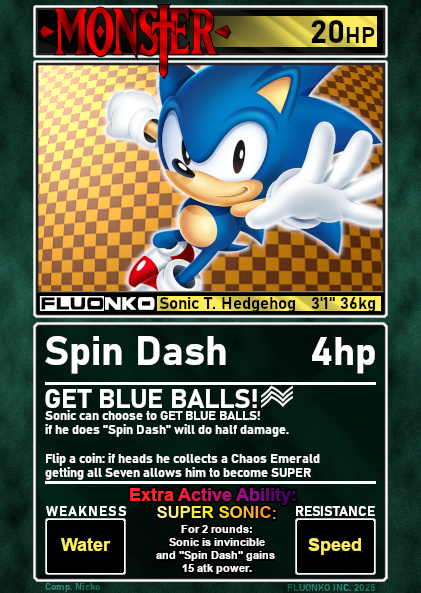 MONSTER
20HP
FLUONKO
Sonic T. Hedgehog 3'1" 36kg
Spin Dash 4hp
GET BLUE BALLS!
Sonic can choose to GET BLUE BALLS!
if he does "Spin Dash" will do half damage.
Flip a coin: if heads he collects a Chaos Emerald
getting all Seven allows him to become SUPER
Extra Active Ability:
SUPER SONIC:
WEAKNESS
Water
For 2 rounds:
Sonic is invincible
and "Spin Dash" gains
15 atk power.
RESISTANCE
Speed
Comp. Nicko
FLUONKO INC. 2025